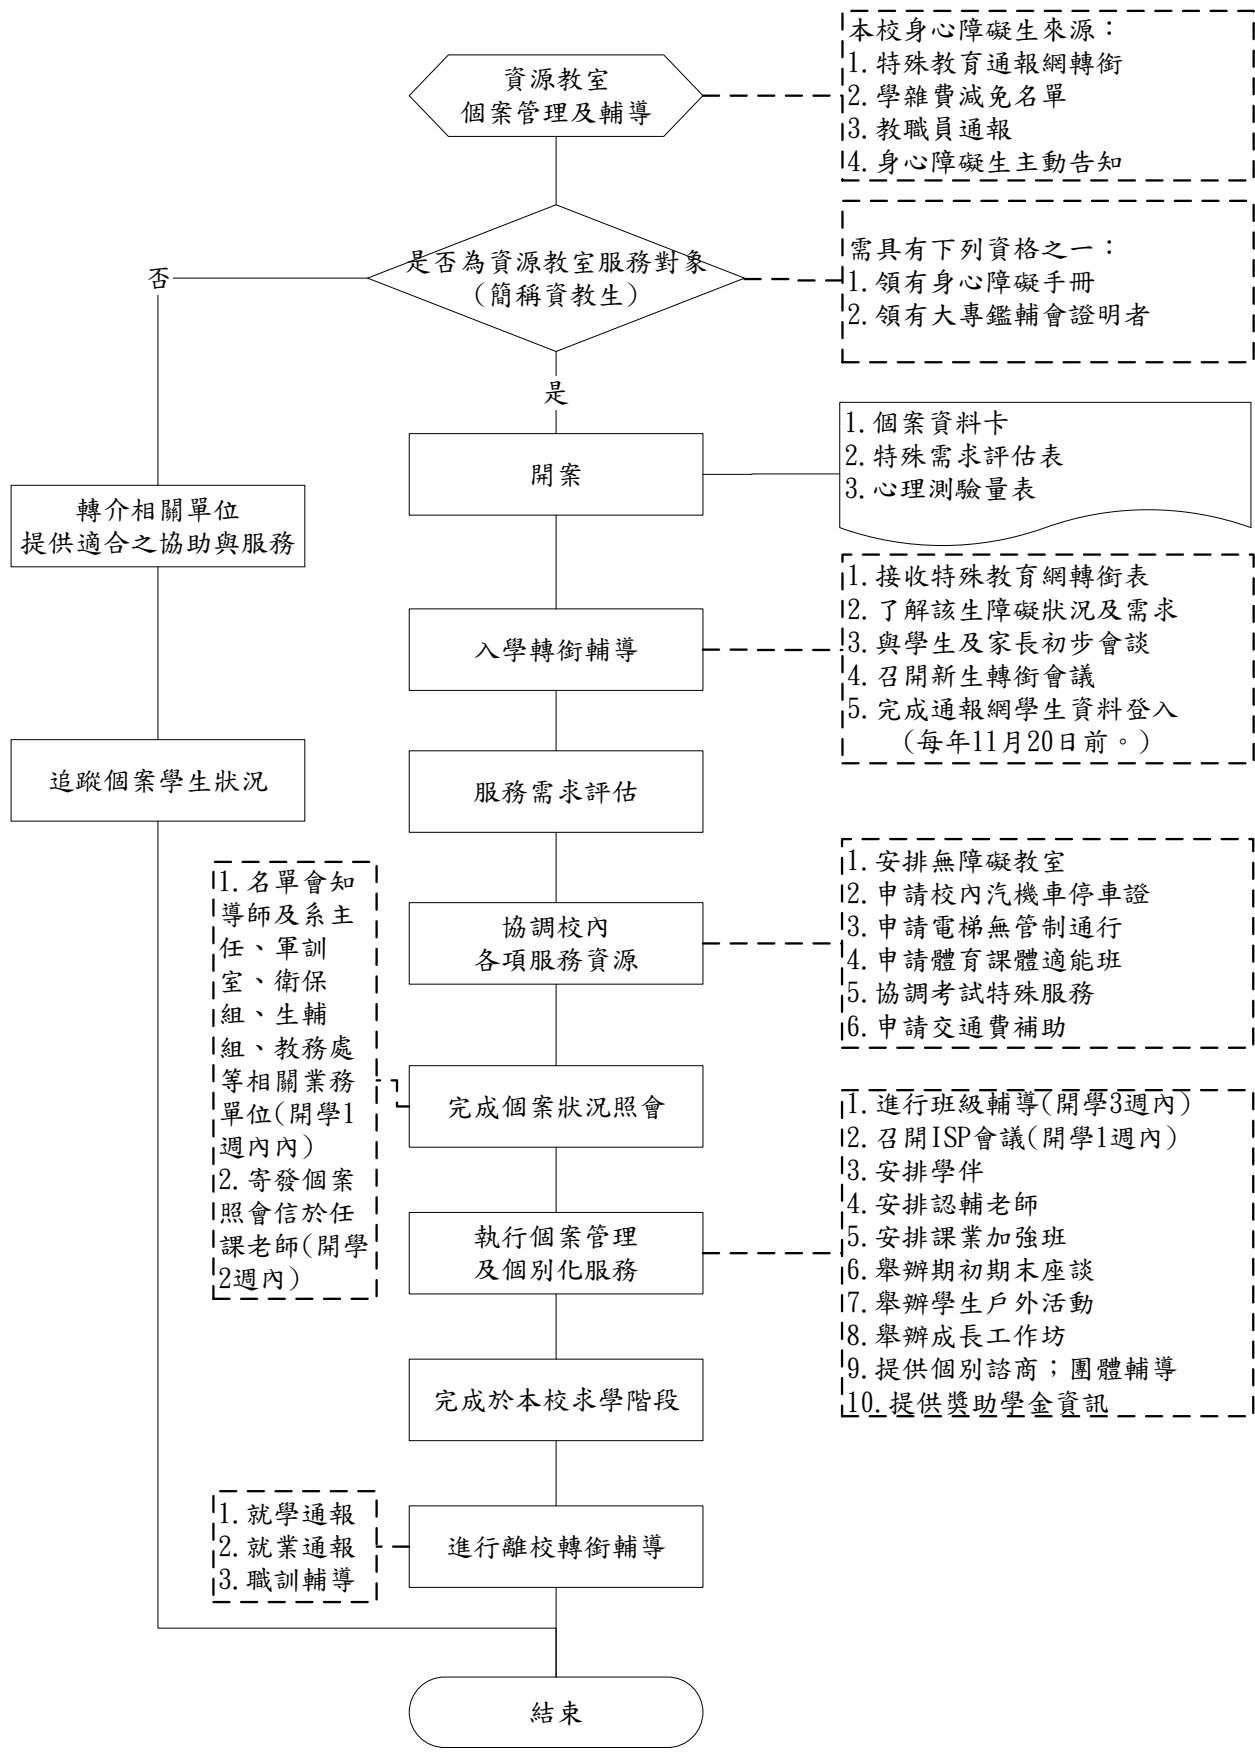 資源教室
個案管理及輔導
本校身心障礙生來源：
1.特殊教育通報網轉銜
2.學雜費減免名單
3.教職員通報
4.身心障礙生主動告知
是否為資源教室服務對象
（簡稱資教生）
否
是
需具有下列資格之一：
1.領有身心障礙手冊
2.領有大專鑑輔會證明者
開案
1.個案資料卡
2.特殊需求評估表
3.心理測驗量表
轉介相關單位
提供適合之協助與服務
入學轉銜輔導
1.接收特殊教育網轉銜表
2.了解該生障礙狀況及需求
3.與學生及家長初步會談
4.召開新生轉銜會議
5.完成通報網學生資料登入
（每年11月20日前。）
追蹤個案學生狀況
服務需求評估
協調校內
各項服務資源
1.安排無障礙教室
2.申請校內汽機車停車證
3.申請電梯無管制通行
4.申請體育課體適能班
5.協調考試特殊服務
6.申請交通費補助
1.名單會知
導師及系主
任、軍訓
室、衛保
組、生輔
組、教務處
等相關業務
單位(開學1
週內內)
2.寄發個案
照會信於任
課老師(開學
2週內)
完成個案狀況照會
執行個案管理
及個別化服務
1.進行班級輔導(開學3週內)
2.召開ISP會議(開學1週內)
3.安排學伴
4.安排認輔老師
5.安排課業加強班
6.舉辦期初期末座談
7.舉辦學生戶外活動
8.舉辦成長工作坊
9.提供個別諮商；團體輔導
10.提供獎助學金資訊
完成於本校求學階段
1.就學通報
2.就業通報
3.職訓輔導
進行離校轉銜輔導
結束